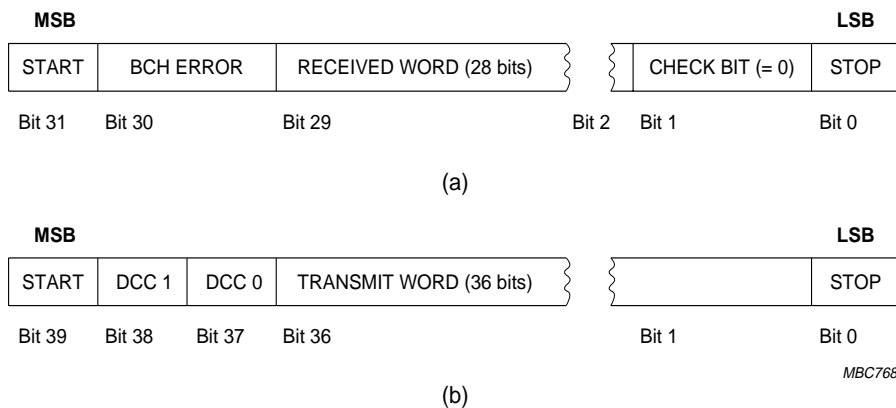 MSB LSB
START BCH ERROR RECEIVED WORD (28 bits) CHECK BIT (= 0) STOP
Bit 31 Bit 30 Bit 29 Bit 2 Bit 1 Bit 0
(a)
MSB LSB
START DCC 1 DCC 0 TRANSMIT WORD (36 bits) STOP
Bit 39 Bit 38 Bit 37 Bit 36 Bit 1 Bit 0
MBC768
(b)